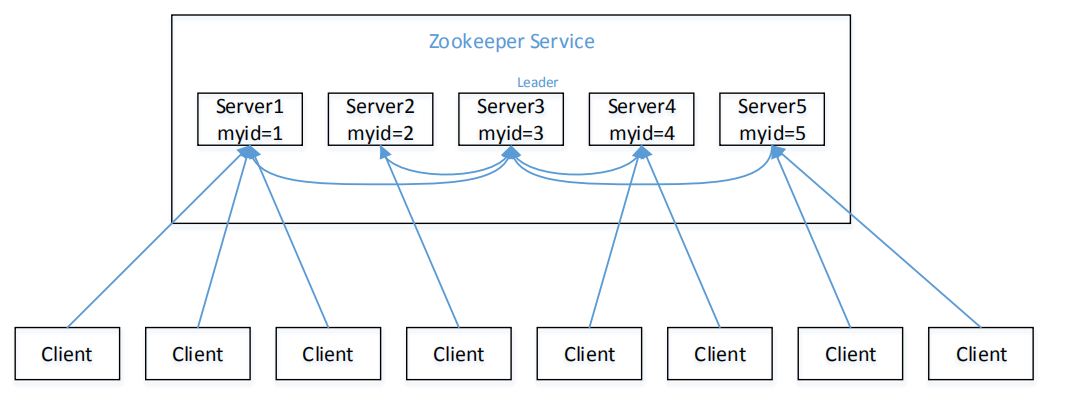 Zookeeper Service
Leader
Server1
myid=1
Server2
myid=2
Server3
myid=3
Server4
myid=4
Server5
myid=5
Client
Client
Client
Client
Client
Client
Client
Client